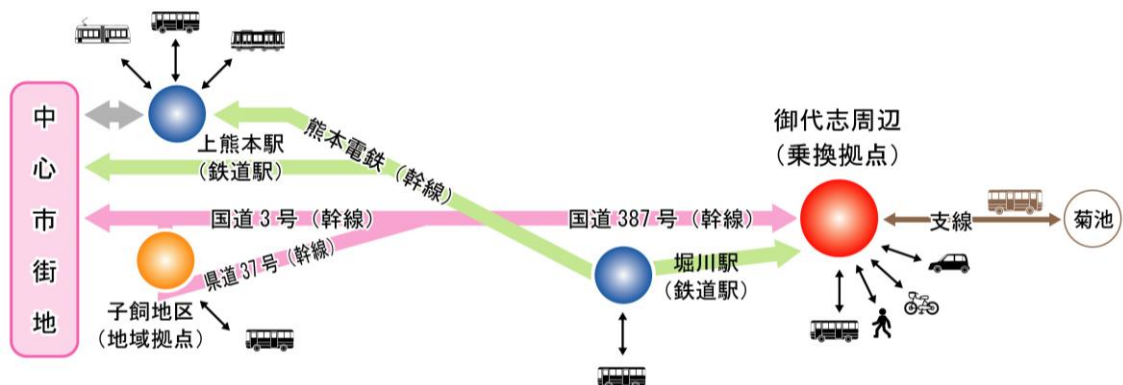 中心市街地
上熊本駅
（鉄道駅）
熊本電鉄（幹線）
国道3号（幹線）
国道387号（幹線）
県道37号（幹線）
子飼地区
（地域拠点）
堀川駅
（鉄道駅）
御代志周辺
（乗換拠点）
支線
菊池